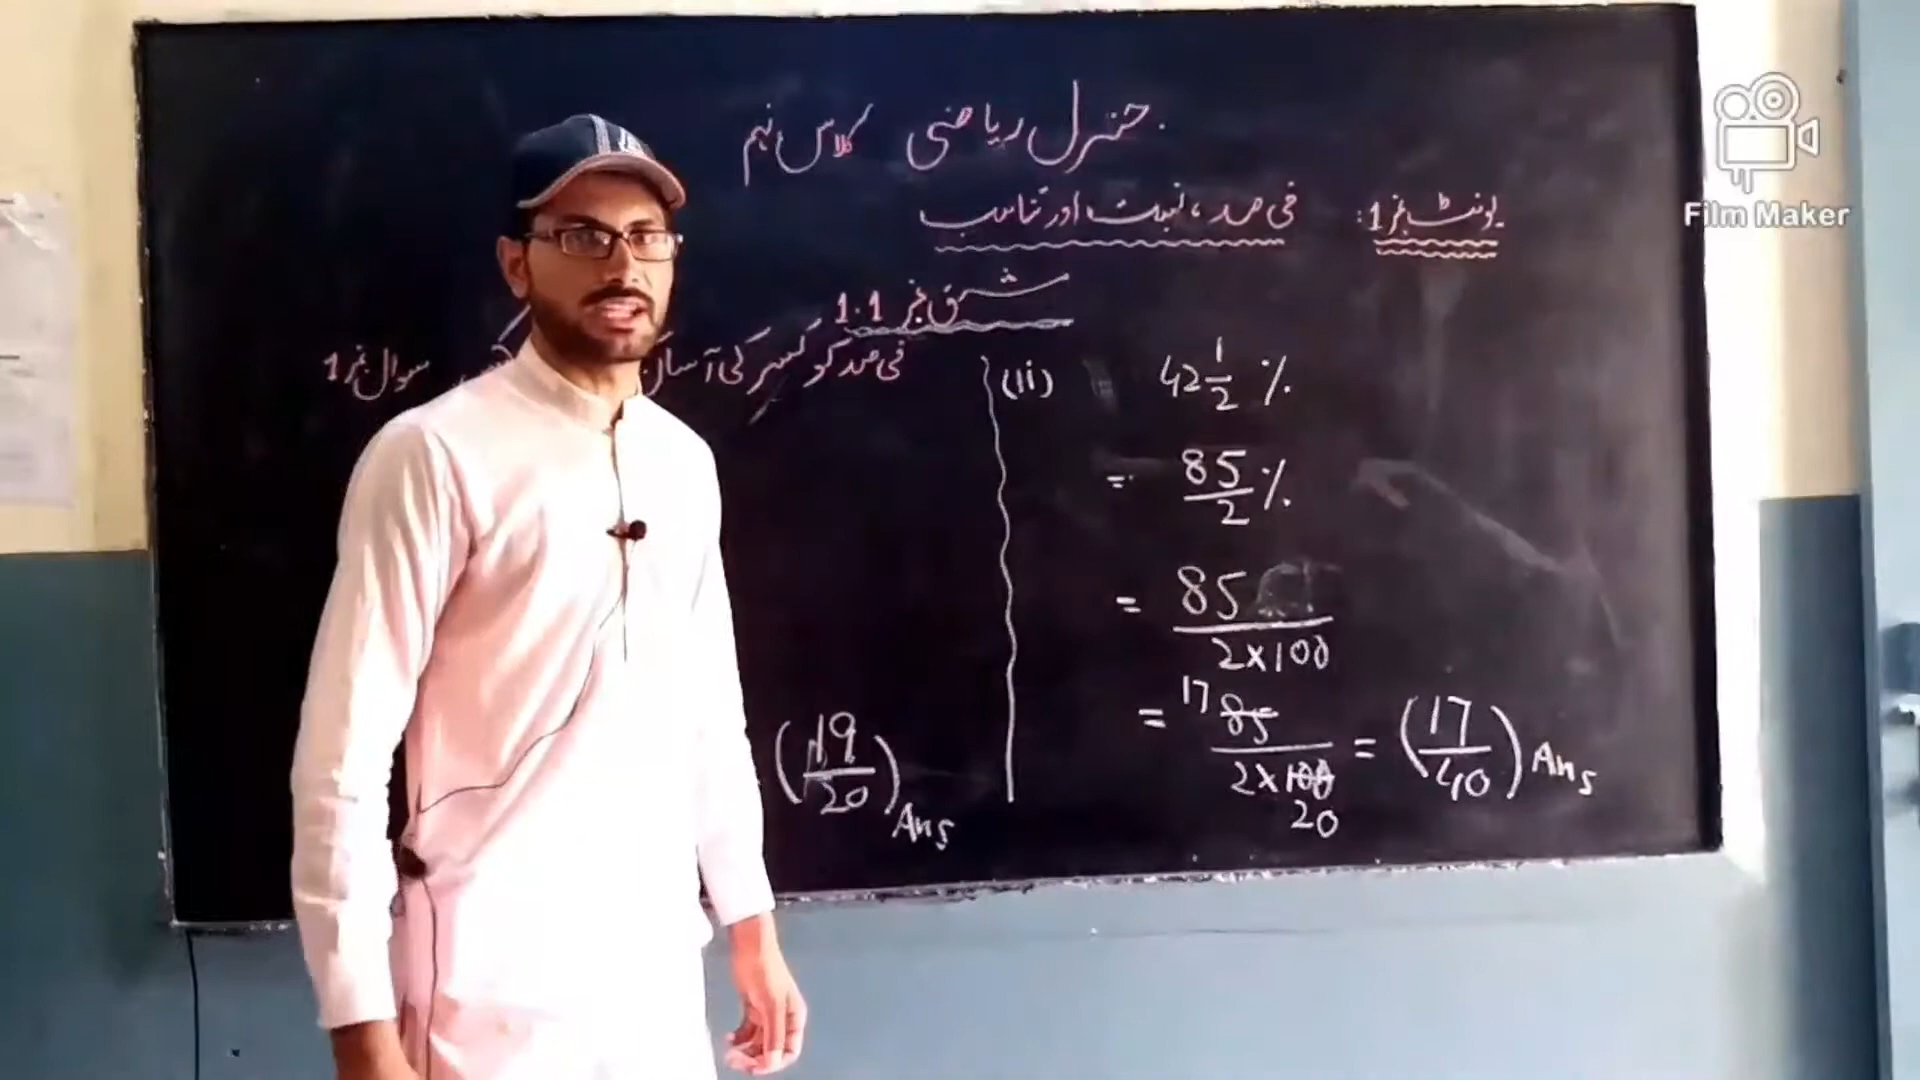 جنرل ریاضی کلاس نہم
یونٹ نمبر 1: فی صد، نسبت اور تناسب
مشق نمبر 1.1
سوال نمبر 1
فی صد کو کسر کی آسان
(19/20) Ans
(ii) 42 1/2 %
= 85/2 %
= 85 / 2×100
= 17 85 / 2×100 20 = (17/40) Ans
Film Maker